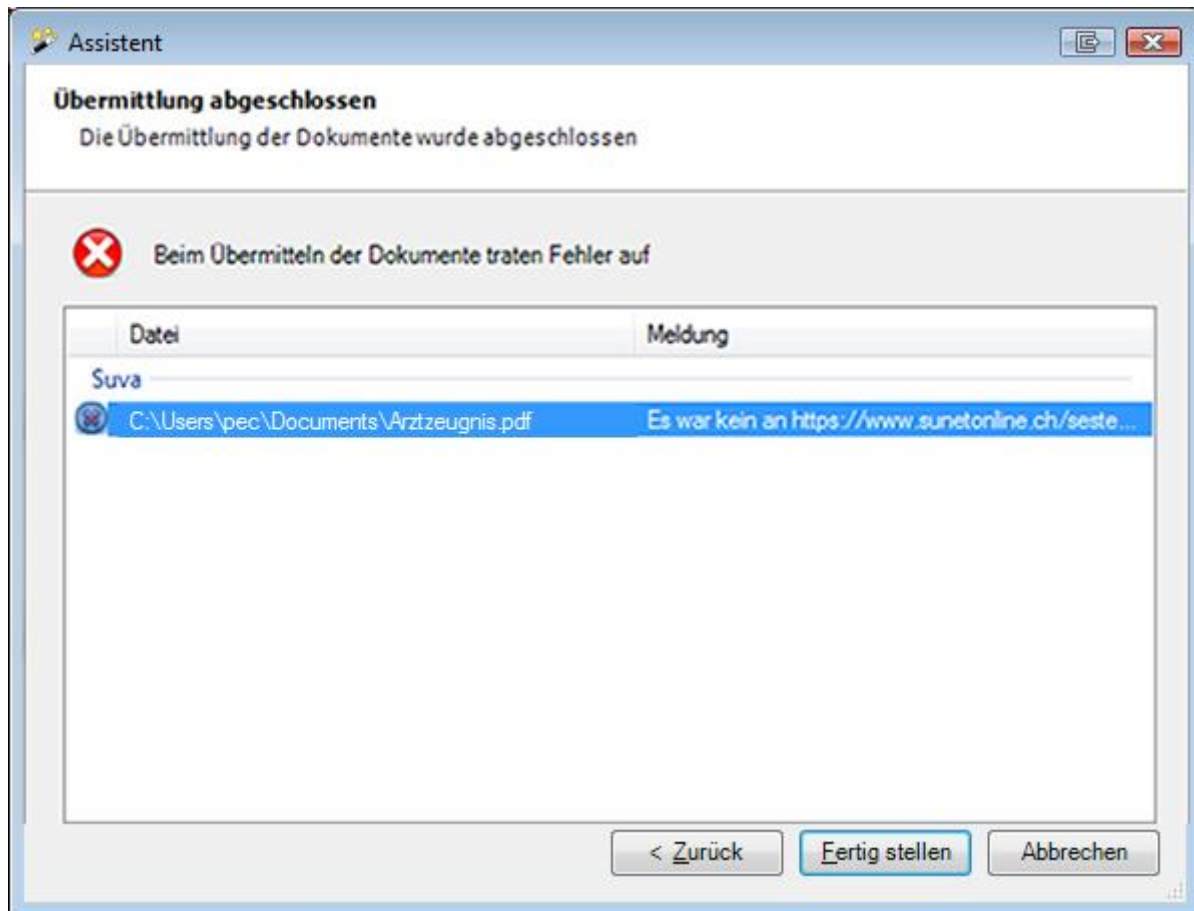 Assistent
Übermittlung abgeschlossen
Die Übermittlung der Dokumente wurde abgeschlossen
Beim Übermitteln der Dokumente traten Fehler auf
Datei Meldung
Suva
C:\Users\pec\Documents\Arztzeugnis.pdf Es war kein an https://www.sunetonline.ch/seste...
< Zurück Fertig stellen Abbrechen